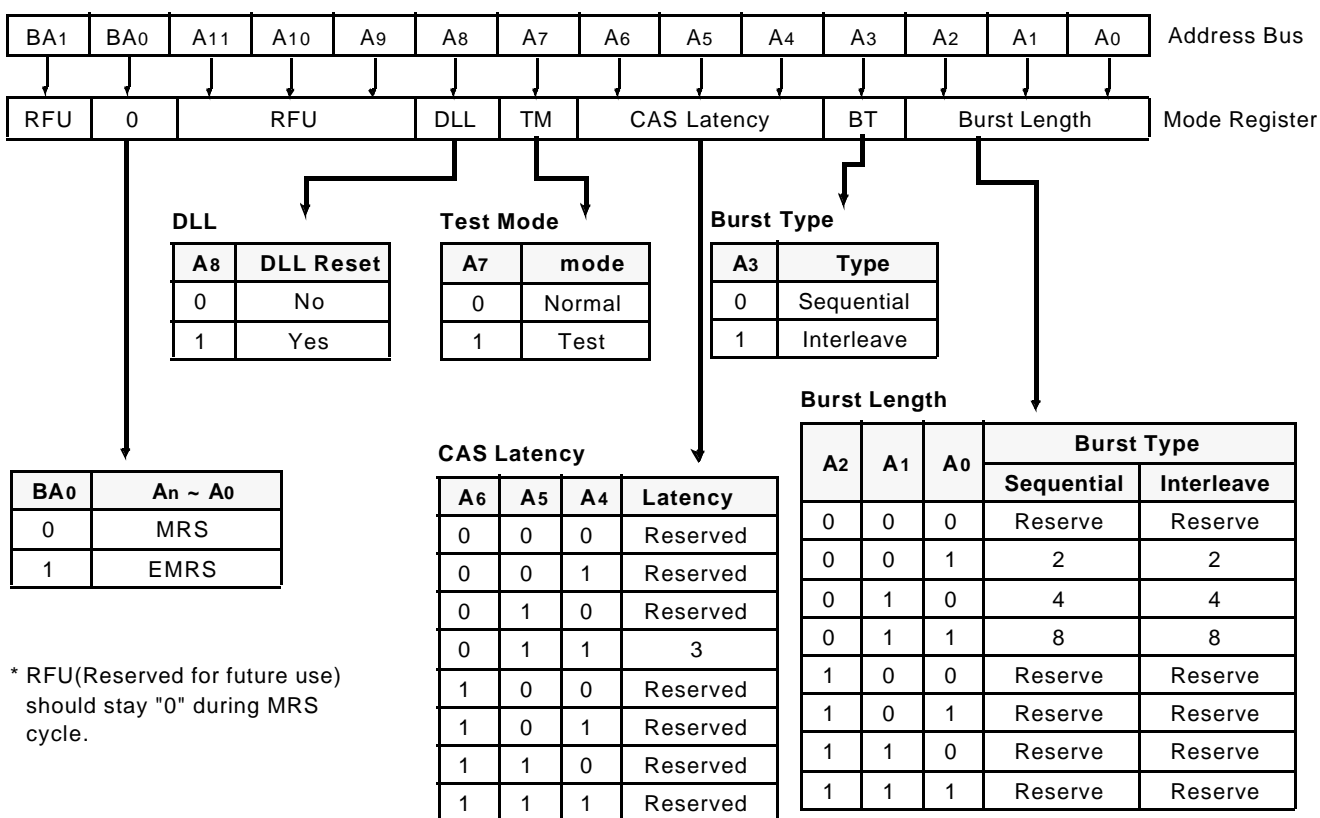 BA1 BA0 A11 A10 A9 A8 A7 A6 A5 A4 A3 A2 A1 A0 Address Bus
RFU 0 RFU DLL TM CAS Latency BT Burst Length Mode Register
DLL
A8 DLL Reset
0 No
1 Yes
Test Mode
A7 mode
0 Normal
1 Test
Burst Type
A3 Type
0 Sequential
1 Interleave
BA0 An ~ A0
0 MRS
1 EMRS
* RFU(Reserved for future use)
should stay "0" during MRS
cycle.
CAS Latency
A6 A5 A4 Latency
0 0 0 Reserved
0 0 1 Reserved
0 1 0 Reserved
0 1 1 3
1 0 0 Reserved
1 0 1 Reserved
1 1 0 Reserved
1 1 1 Reserved
Burst Length
A2 A1 A0 Burst Type
Sequential Interleave
0 0 0 Reserve Reserve
0 0 1 2 2
0 1 0 4 4
0 1 1 8 8
1 0 0 Reserve Reserve
1 0 1 Reserve Reserve
1 1 0 Reserve Reserve
1 1 1 Reserve Reserve